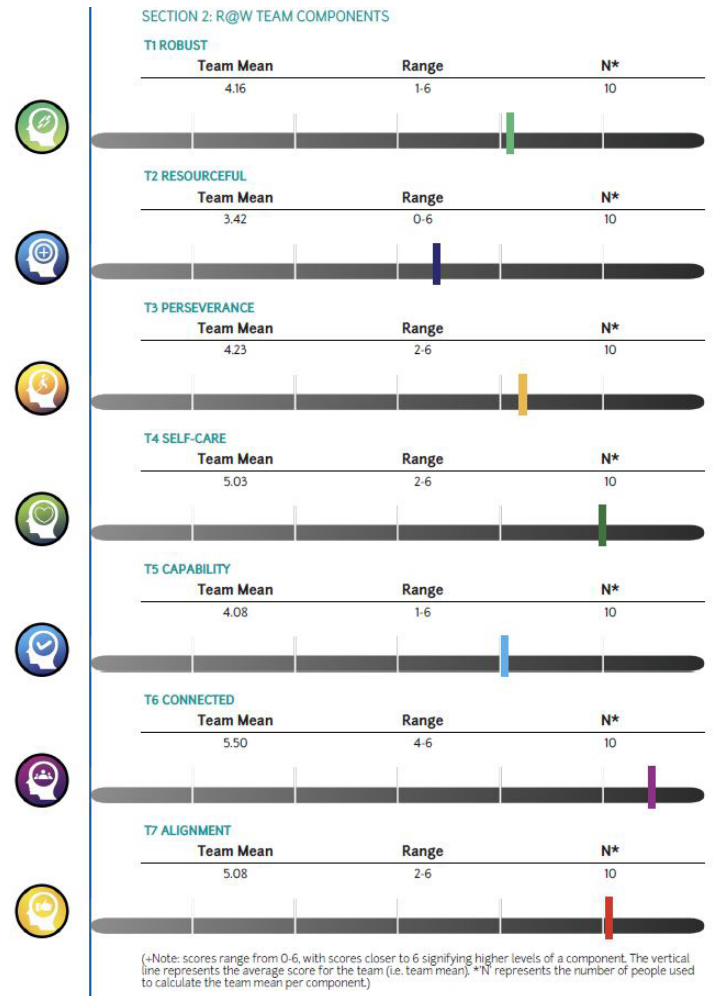 SECTION 2: R@W TEAM COMPONENTS
T1 ROBUST
Team Mean Range N*
4.16 1-6 10
T2 RESOURCEFUL
Team Mean Range N*
3.42 0-6 10
T3 PERSEVERANCE
Team Mean Range N*
4.23 2-6 10
T4 SELF-CARE
Team Mean Range N*
5.03 2-6 10
T5 CAPABILITY
Team Mean Range N*
4.08 1-6 10
T6 CONNECTED
Team Mean Range N*
5.50 4-6 10
T7 ALIGNMENT
Team Mean Range N*
5.08 2-6 10
(+Note: scores range from 0-6, with scores closer to 6 signifying higher levels of a component. The vertical
line represents the average score for the team (i.e. team mean). *'N' represents the number of people used
to calculate the team mean per component.)